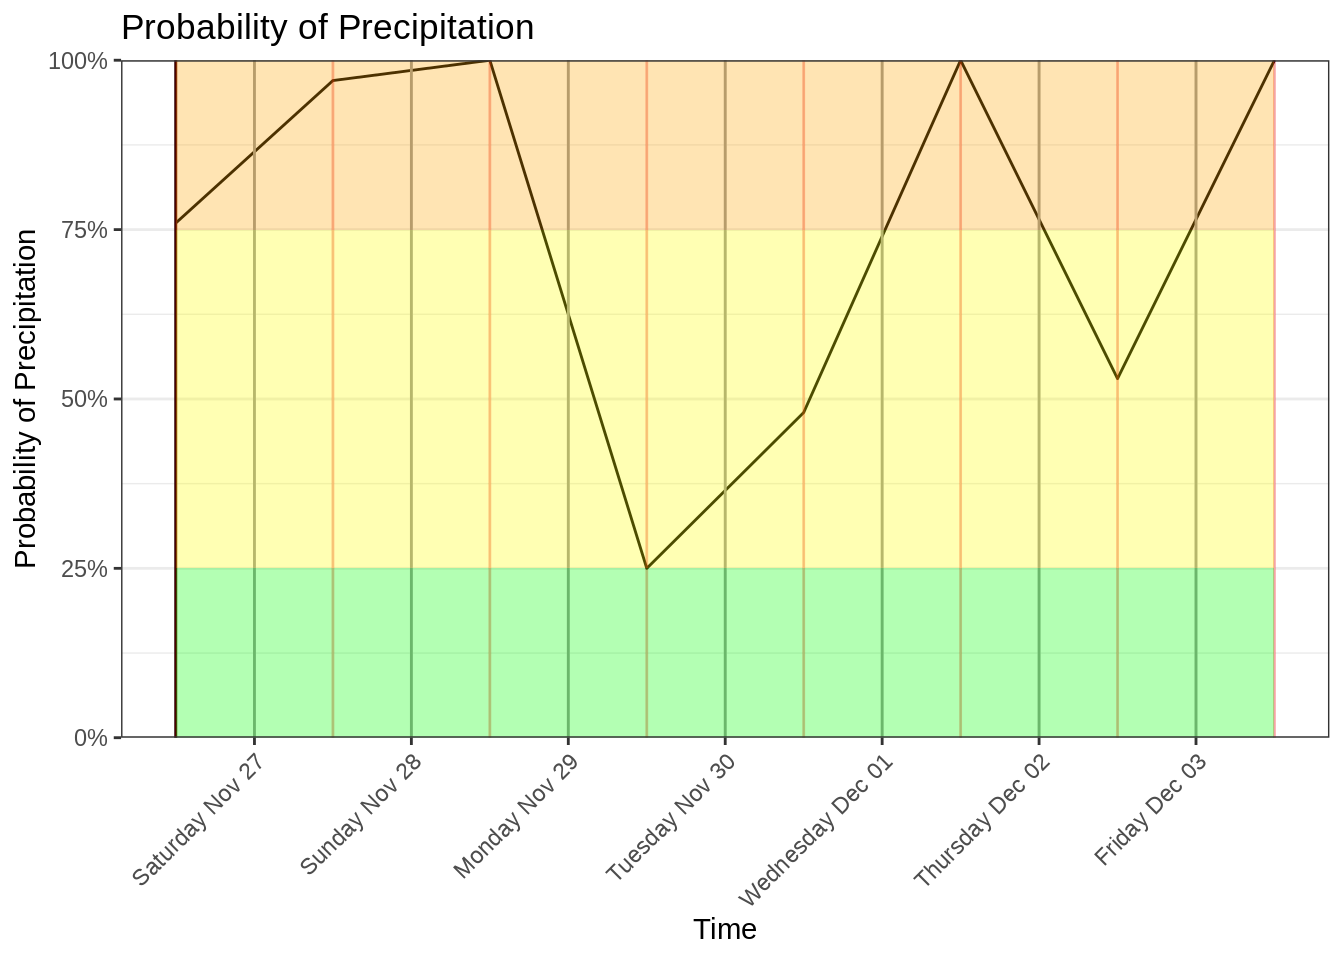 Probability of Precipitation
Probability of Precipitation
100%
75%
50%
25%
0%
Saturday Nov 27
Sunday Nov 28
Monday Nov 29
Tuesday Nov 30
Wednesday Dec 01
Thursday Dec 02
Friday Dec 03
Time